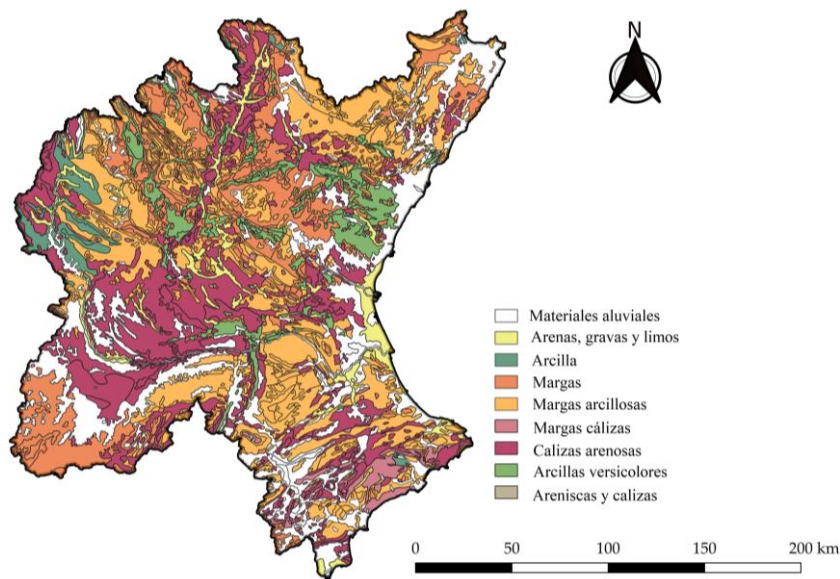 N
Materiales aluviales
Arenas, gravas y limos
Arcilla
Margas
Margas arcillosas
Margas cálizas
Calizas arenosas
Arcillas versicolores
Areniscas y calizas
0 50 100 150 200 km